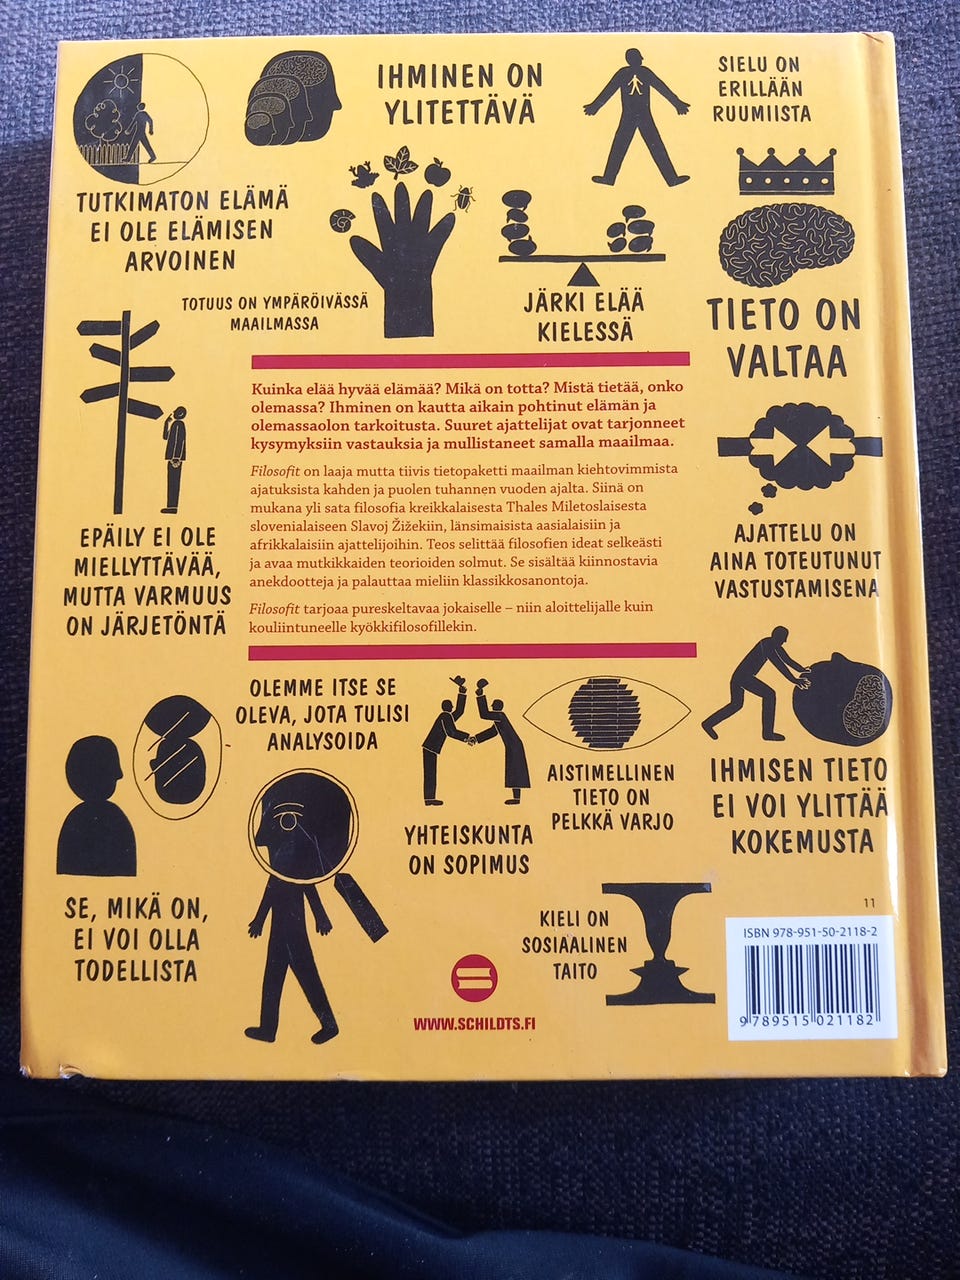 IHMINEN ON
YLITETTÄVÄ
SIELU ON
ERILLÄÄN
RUUMIISTA
TUTKIMATON ELÄMÄ
EI OLE ELÄMISEN
ARVOINEN
TOTUUS ON YMPÄRÖIVÄSSÄ
MAAILMASSA
JÄRKI ELÄÄ
KIELESSÄ
TIETO ON
VALTAA
Kuinka elää hyvää elämää? Mikä on totta? Mistä tietää, onko
olemassa? Ihminen on kautta aikain pohtinut elämän ja
olemassaolon tarkoitusta. Suuret ajattelijat ovat tarjonneet
kysymyksiin vastauksia ja mullistaneet samalla maailmaa.
Filosofit on laaja mutta tiivis tietopaketti maailman kiehtovimmista
ajatuksista kahden ja puolen tuhannen vuoden ajalta. Siinä on
mukana yli sata filosofia kreikkalaisesta Thales Miletoslaisesta
slovenialaiseen Slavoj Žižekiin, länsimaisista aasialaisiin ja
afrikkalaisiin ajattelijoihin. Teos selittää filosofien ideat selkeästi
ja avaa mutkikkaiden teorioiden solmut. Se sisältää kiinnostavia
anekdootteja ja palauttaa mieliin klassikkosanontoja.
Filosofit tarjoaa pureskeltavaa jokaiselle – niin aloittelijalle kuin
kouliintuneelle kyökkifilosofillekin.
EPÄILY EI OLE
MIELLYTTÄVÄÄ,
MUTTA VARMUUS
ON JÄRJETÖNTÄ
AJATTELU ON
AINA TOTEUTUNUT
VASTUSTAMISENA
OLEMME ITSE SE
OLEVA, JOTA TULISI
ANALYSOIDA
AISTIMELLINEN
TIETO ON
PELKKÄ VARJO
IHMISEN TIETO
EI VOI YLITTÄÄ
KOKEMUSTA
YHTEISKUNTA
ON SOPIMUS
SE, MIKÄ ON,
EI VOI OLLA
TODELLISTA
KIELI ON
SOSIAALINEN
TAITO
WWW.SCHILDTS.FI
11
ISBN 978-951-50-2118-2
9 789515 021182